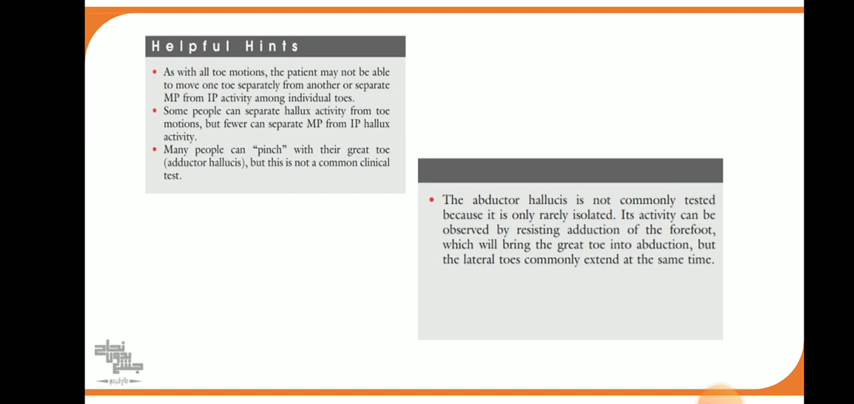 Helpful Hints
• As with all toe motions, the patient may not be able
to move one toe separately from another or separate
MP from IP activity among individual toes.
• Some people can separate hallux activity from toe
motions, but fewer can separate MP from IP hallux
activity.
• Many people can “pinch” with their great toe
(adductor hallucis), but this is not a common clinical
test.
• The abductor hallucis is not commonly tested
because it is only rarely isolated. Its activity can be
observed by resisting adduction of the forefoot,
which will bring the great toe into abduction, but
the lateral toes commonly extend at the same time.
نجاح
بدون
جشع